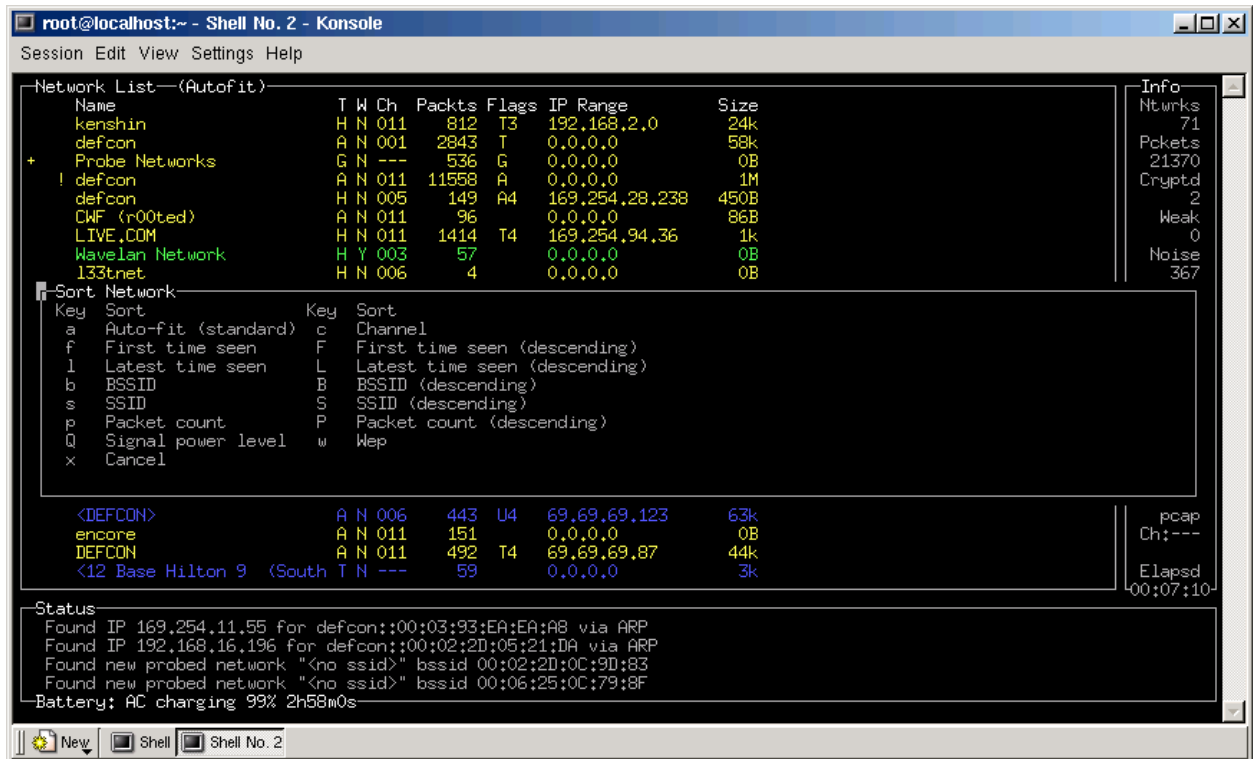 root@localhost:~ - Shell No. 2 - Konsole
Session Edit View Settings Help
Network List—(Autofit)
Name T W Ch Packts Flags IP Range Size
kenshin H N 011 812 T3 192.168.2.0 24k
defcon A N 001 2843 T 0.0.0.0 58k
+ Probe Networks G N --- 536 G 0.0.0.0 0B
! defcon A N 011 11558 A 0.0.0.0 1M
defcon H N 005 149 A4 169.254.28.238 450B
CWF (r00ted) A N 011 96 0.0.0.0 86B
LIVE.COM H N 011 1414 T4 169.254.94.36 1k
Wavelan Network H Y 003 57 0.0.0.0 0B
l33tnet H N 006 4 0.0.0.0 0B
Info
Ntwrks
71
Pckets
21370
Cryptd
2
Weak
0
Noise
367
Sort Network
Key Sort Key Sort
a Auto-fit (standard) c Channel
f First time seen F First time seen (descending)
l Latest time seen L Latest time seen (descending)
b BSSID B BSSID (descending)
s SSID S SSID (descending)
p Packet count P Packet count (descending)
Q Signal power level w Wep
x Cancel
<DEFCON> A N 006 443 U4 69.69.69.123 63k
encore A N 011 151 0.0.0.0 0B
DEFCON A N 011 492 T4 69.69.69.87 44k
<12 Base Hilton 9 (South T N --- 59 0.0.0.0 3k
pcap
Ch:---
Elapsd
00:07:10
Status
Found IP 169.254.11.55 for defcon::00:03:93:EA:EA:A8 via ARP
Found IP 192.168.16.196 for defcon::00:02:2D:05:21:DA via ARP
Found new probed network "<no ssid>" bssid 00:02:2D:0C:9D:83
Found new probed network "<no ssid>" bssid 00:06:25:0C:79:8F
Battery: AC charging 99% 2h58m0s
New Shell Shell No. 2